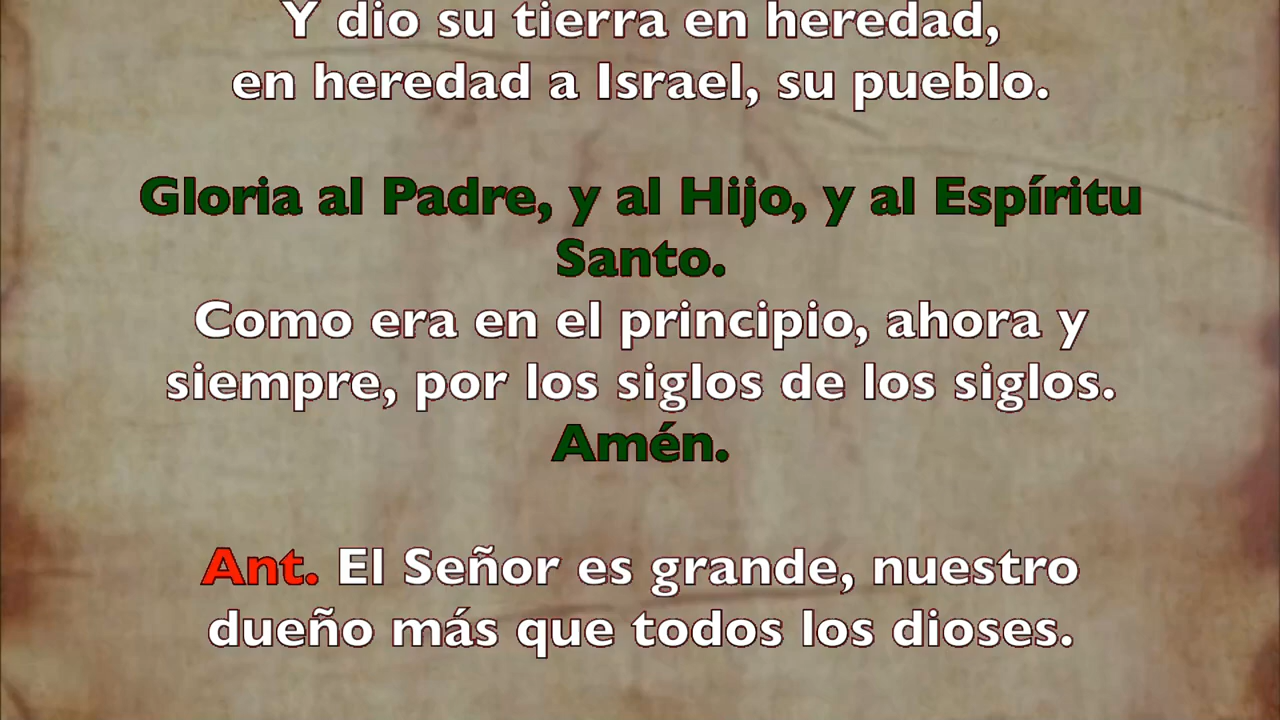 Y dio su tierra en heredad,
en heredad a Israel, su pueblo.
Gloria al Padre, y al Hijo, y al Espíritu
Santo.
Como era en el principio, ahora y
siempre, por los siglos de los siglos.
Amén.
Ant. El Señor es grande, nuestro
dueño más que todos los dioses.